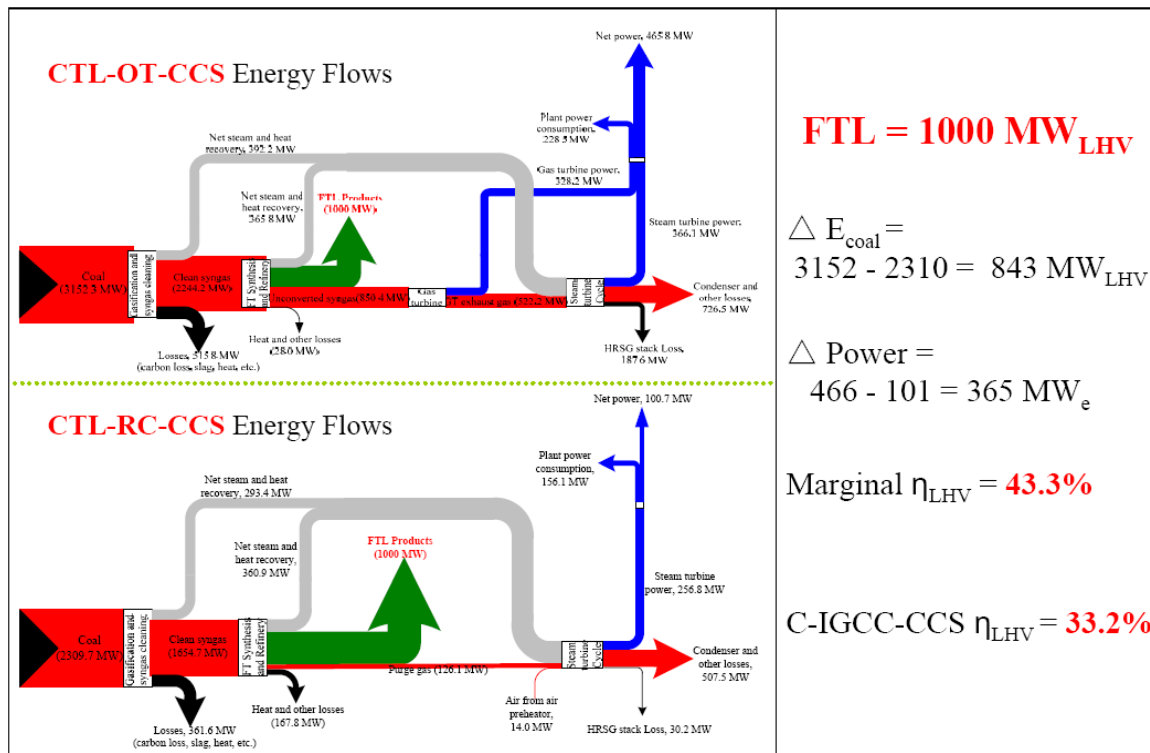 CTL-OT-CCS Energy Flows
Net power, 465.8 MW
Plant power
consumption,
228.5 MW
Net steam and heat
recovery, 392.2 MW
Gas turbine power,
328.2 MW
Net steam and
heat recovery,
365.8 MW
FTL Products
(1000 MW)
Steam turbine power,
366.1 MW
Coal
(3152.3 MW)
Gasification and
syngas cleaning
Clean syngas
(2244.2 MW)
FT Synthesis
and Refinery
Unconverted syngas(850.4 MW)
Gas
turbine
GT exhaust gas (522.2 MW)
Steam
turbine
Cycle
Condenser and
other losses,
726.5 MW
Heat and other losses
(28.0 MW)
Losses, 515.8 MW
(carbon loss, slag, heat, etc.)
HRSG stack Loss,
187.6 MW
CTL-RC-CCS Energy Flows
Net power, 100.7 MW
Plant power
consumption,
156.1 MW
Net steam and heat
recovery, 293.4 MW
Net steam and
heat recovery,
360.9 MW
FTL Products
(1000 MW)
Steam turbine
power, 256.8 MW
Coal
(2309.7 MW)
Gasification and
syngas cleaning
Clean syngas
(1654.7 MW)
FT Synthesis
and Refinery
Purge gas (126.1 MW)
Steam
turbine
Cycle
Condenser and
other losses,
507.5 MW
Heat and other losses
(167.8 MW)
Air from air
preheater,
14.0 MW
Losses, 361.6 MW
(carbon loss, slag, heat, etc.)
HRSG stack Loss, 30.2 MW
FTL = 1000 MW_LHV
△ E_coal =
3152 - 2310 = 843 MW_LHV
△ Power =
466 - 101 = 365 MW_e
Marginal η_LHV = 43.3%
C-IGCC-CCS η_LHV = 33.2%